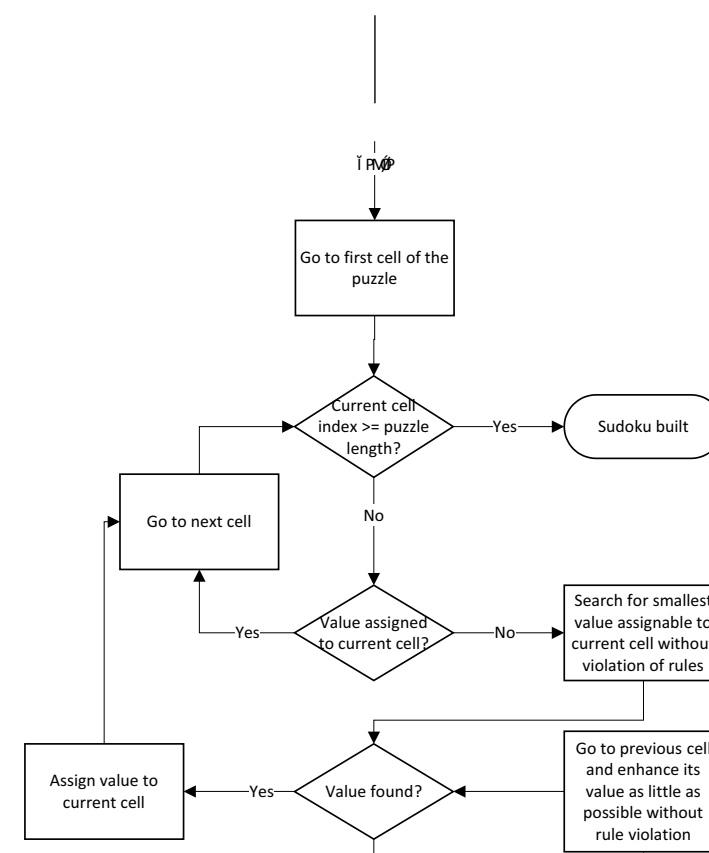 Go to first cell of the
puzzle
Current cell
index >= puzzle
length?
Yes
Sudoku built
Go to next cell
No
Value assigned
to current cell?
Yes
No
Search for smallest
value assignable to
current cell without
violation of rules
Assign value to
current cell
Yes
Value found?
Go to previous cell
and enhance its
value as little as
possible without
rule violation